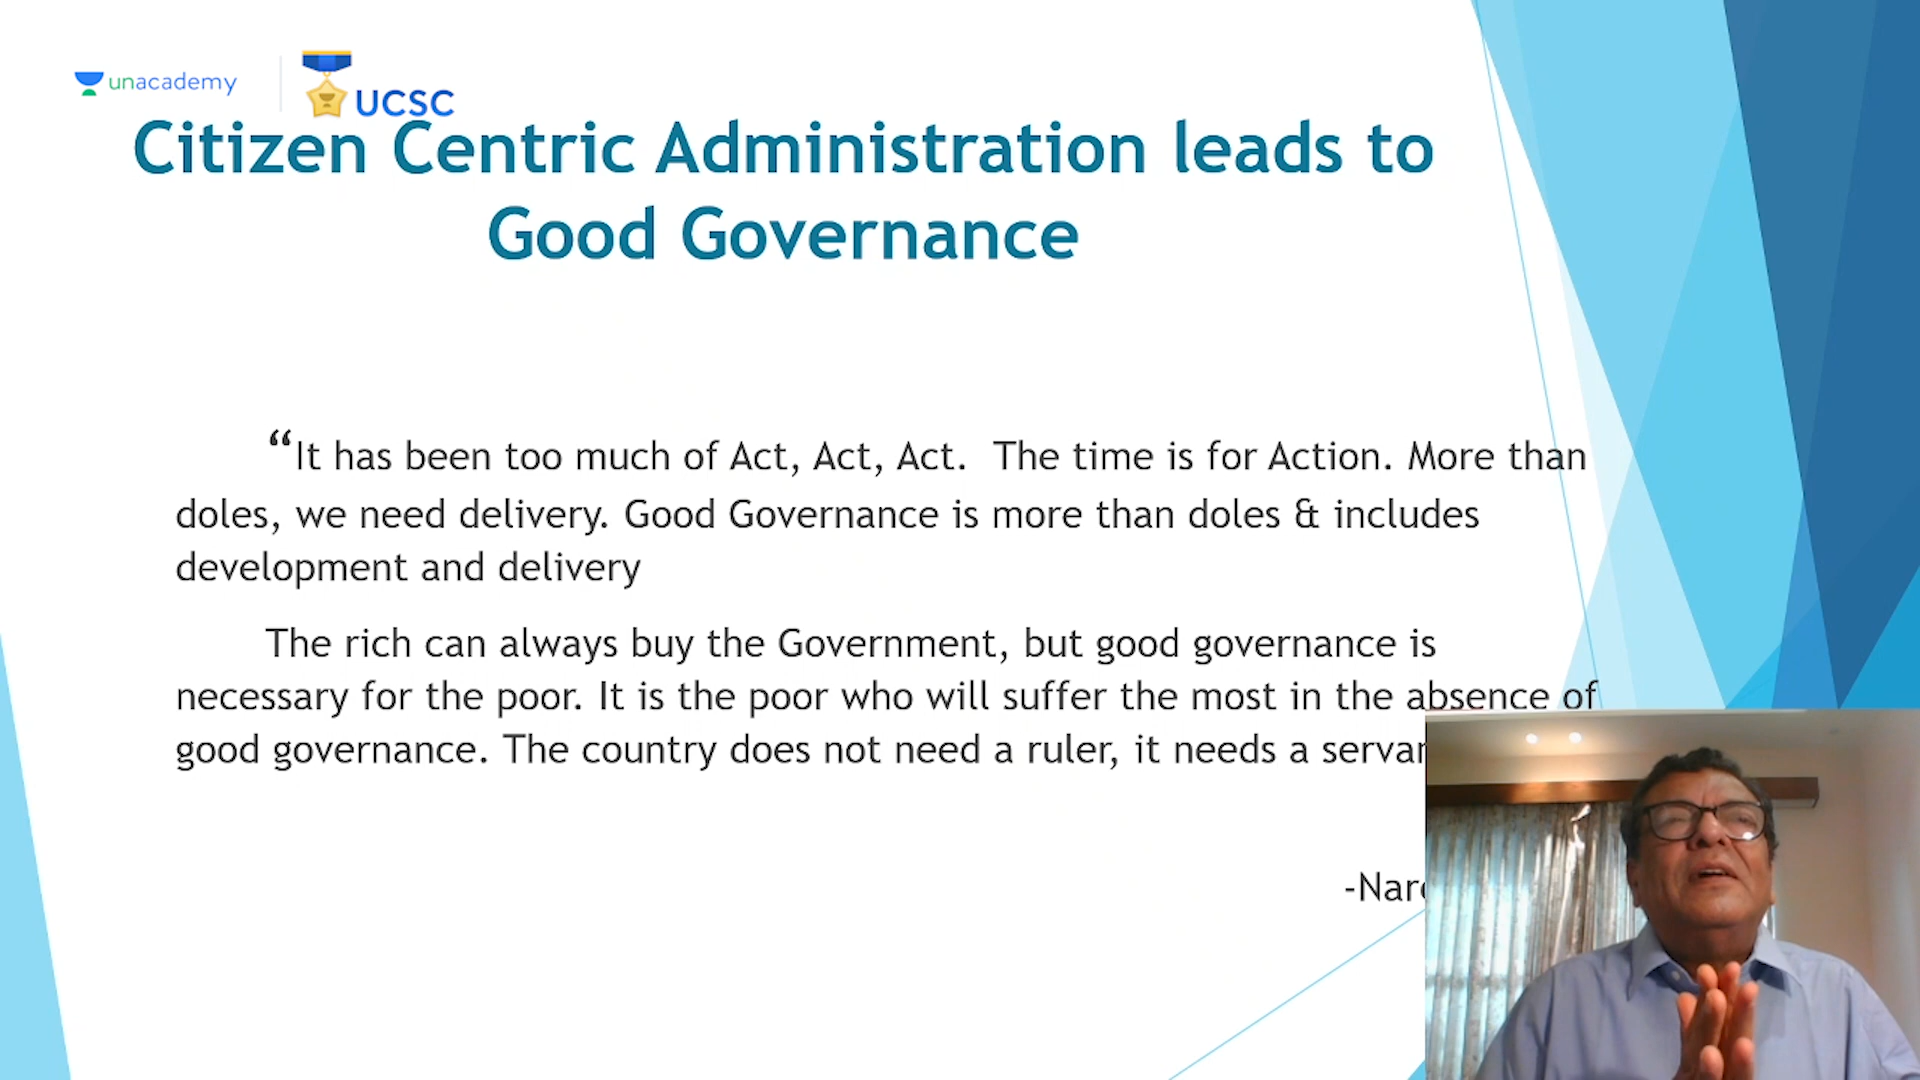 unacademy
UCSC
Citizen Centric Administration leads to
Good Governance
“It has been too much of Act, Act, Act. The time is for Action. More than
doles, we need delivery. Good Governance is more than doles & includes
development and delivery
The rich can always buy the Government, but good governance is
necessary for the poor. It is the poor who will suffer the most in the absence of
good governance. The country does not need a ruler, it needs a